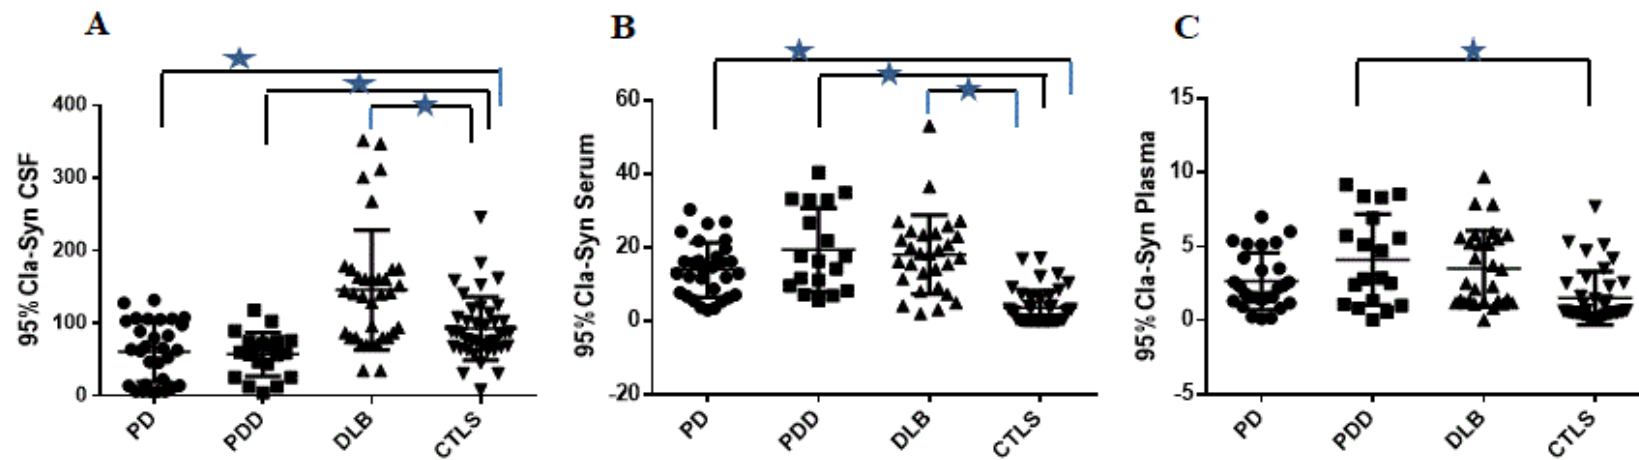 A
95% Cla-Syn CSF
400
300
200
100
0
PD
PDD
DLB
CTLS
B
95% Cla-Syn Serum
60
40
20
0
-20
PD
PDD
DLB
CTLS
C
95% Cla-Syn Plasma
15
10
5
0
-5
PD
PDD
DLB
CTLS